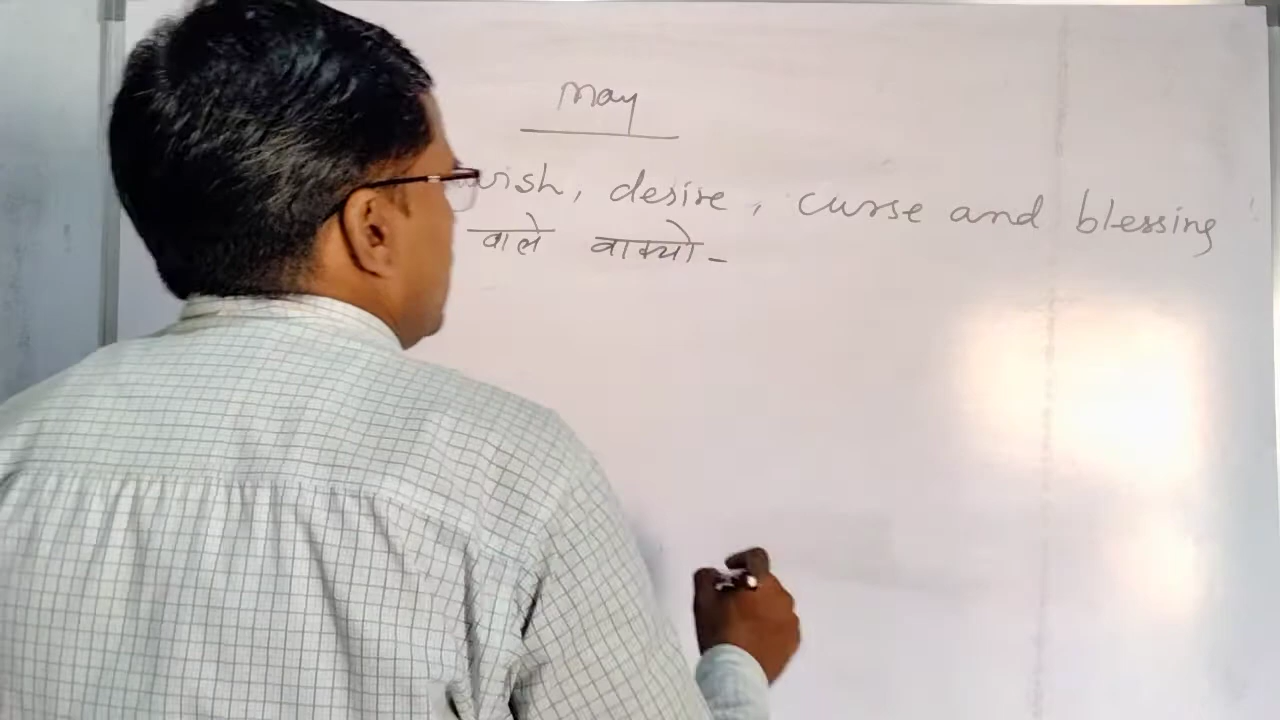 May
wish, desire, curse and blessing
वाले वाक्यो -